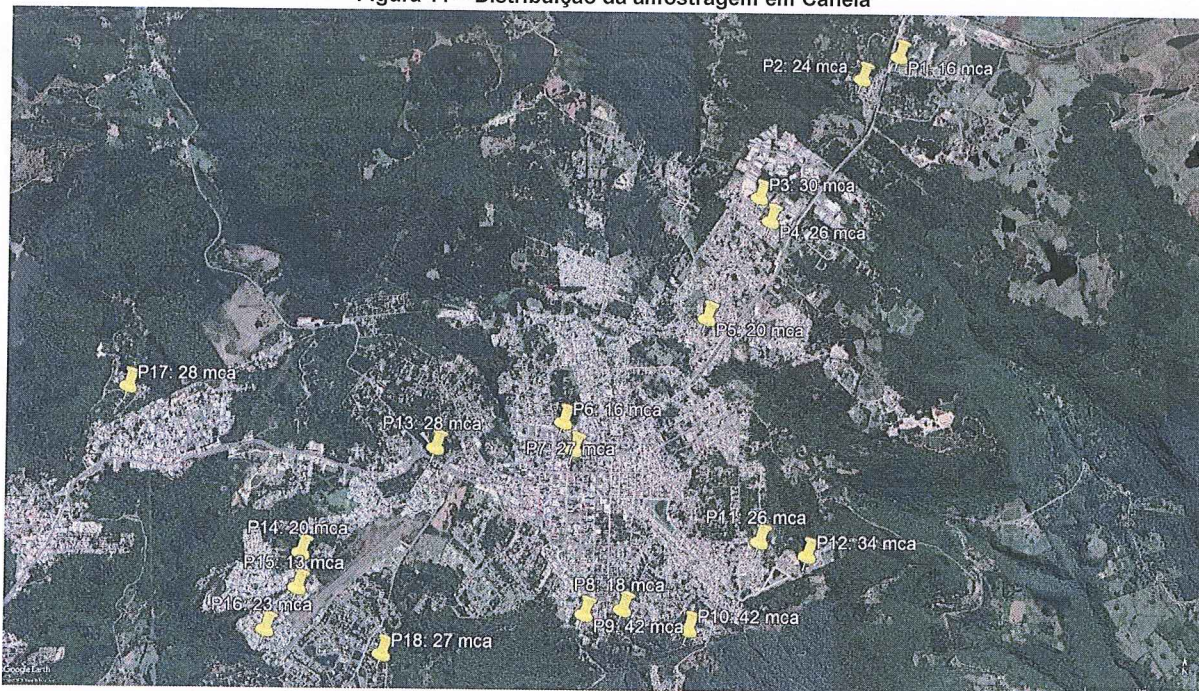 Distribuição da amostragem em Canela
P2: 24 mca
P1: 16 mca
P3: 30 mca
P4: 26 mca
P5: 20 mca
P17: 28 mca
P6: 16 mca
P13: 28 mca
P7: 27 mca
P11: 26 mca
P14: 20 mca
P12: 34 mca
P15: 13 mca
P8: 18 mca
P16: 23 mca
P9: 42 mca
P10: 42 mca
P18: 27 mca
Google Earth
N